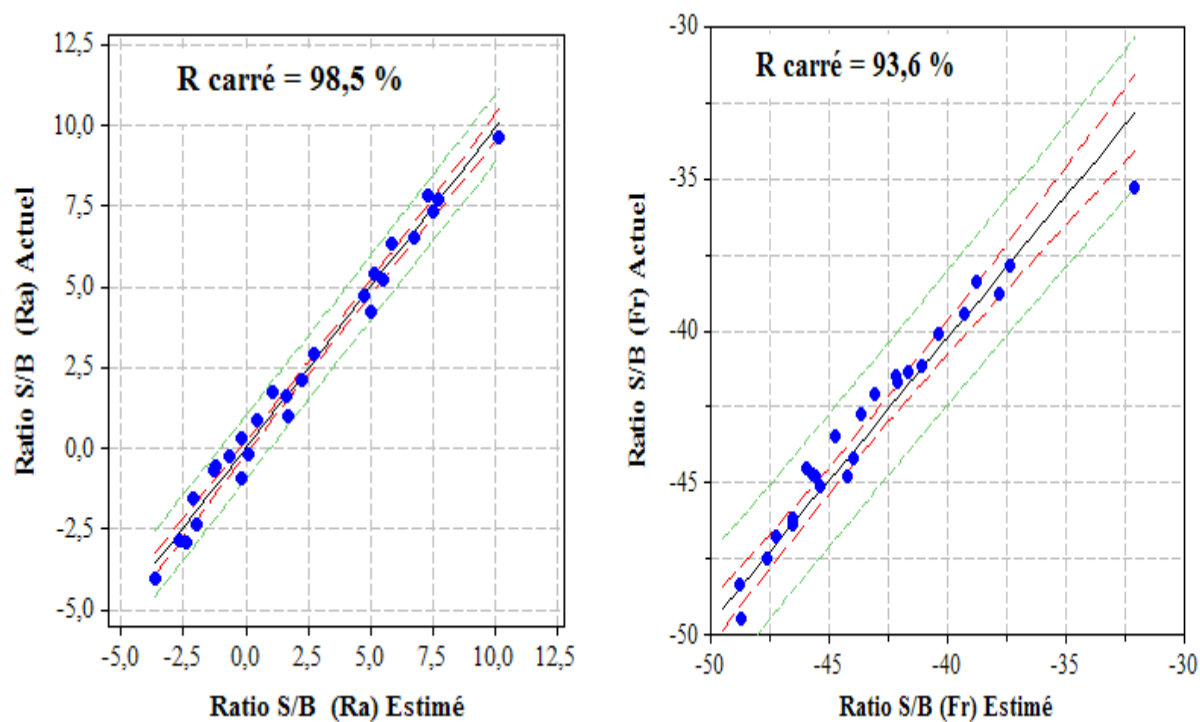 R carré = 98,5 %
12,5
10,0
7,5
5,0
2,5
0,0
-2,5
-5,0
Ratio S/B (Ra) Actuel
-5,0 -2,5 0,0 2,5 5,0 7,5 10,0 12,5
Ratio S/B (Ra) Estimé
R carré = 93,6 %
-30
-35
-40
-45
-50
Ratio S/B (Fr) Actuel
-50 -45 -40 -35 -30
Ratio S/B (Fr) Estimé